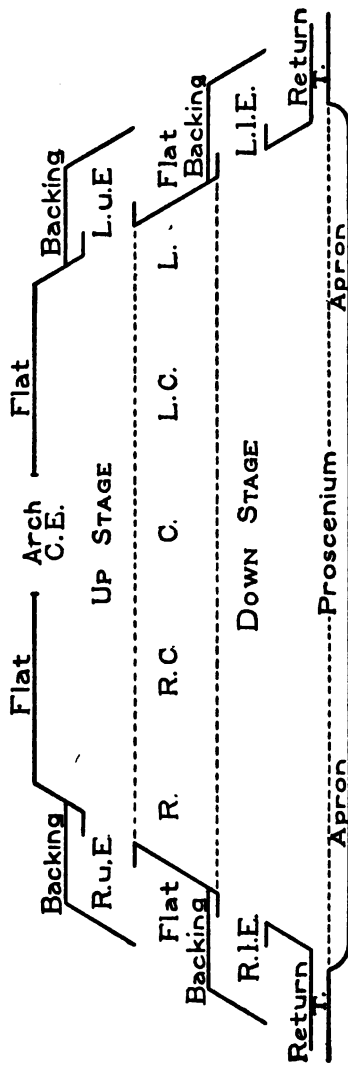 Flat Arch Flat
C.E.
Backing Backing
R.u.E. UP STAGE L.u.E
Flat R. R.C. C. L.C. L. Flat
Backing Backing
R.I.E. DOWN STAGE L.I.E.
Return Return
T. Proscenium T.
Apron Apron